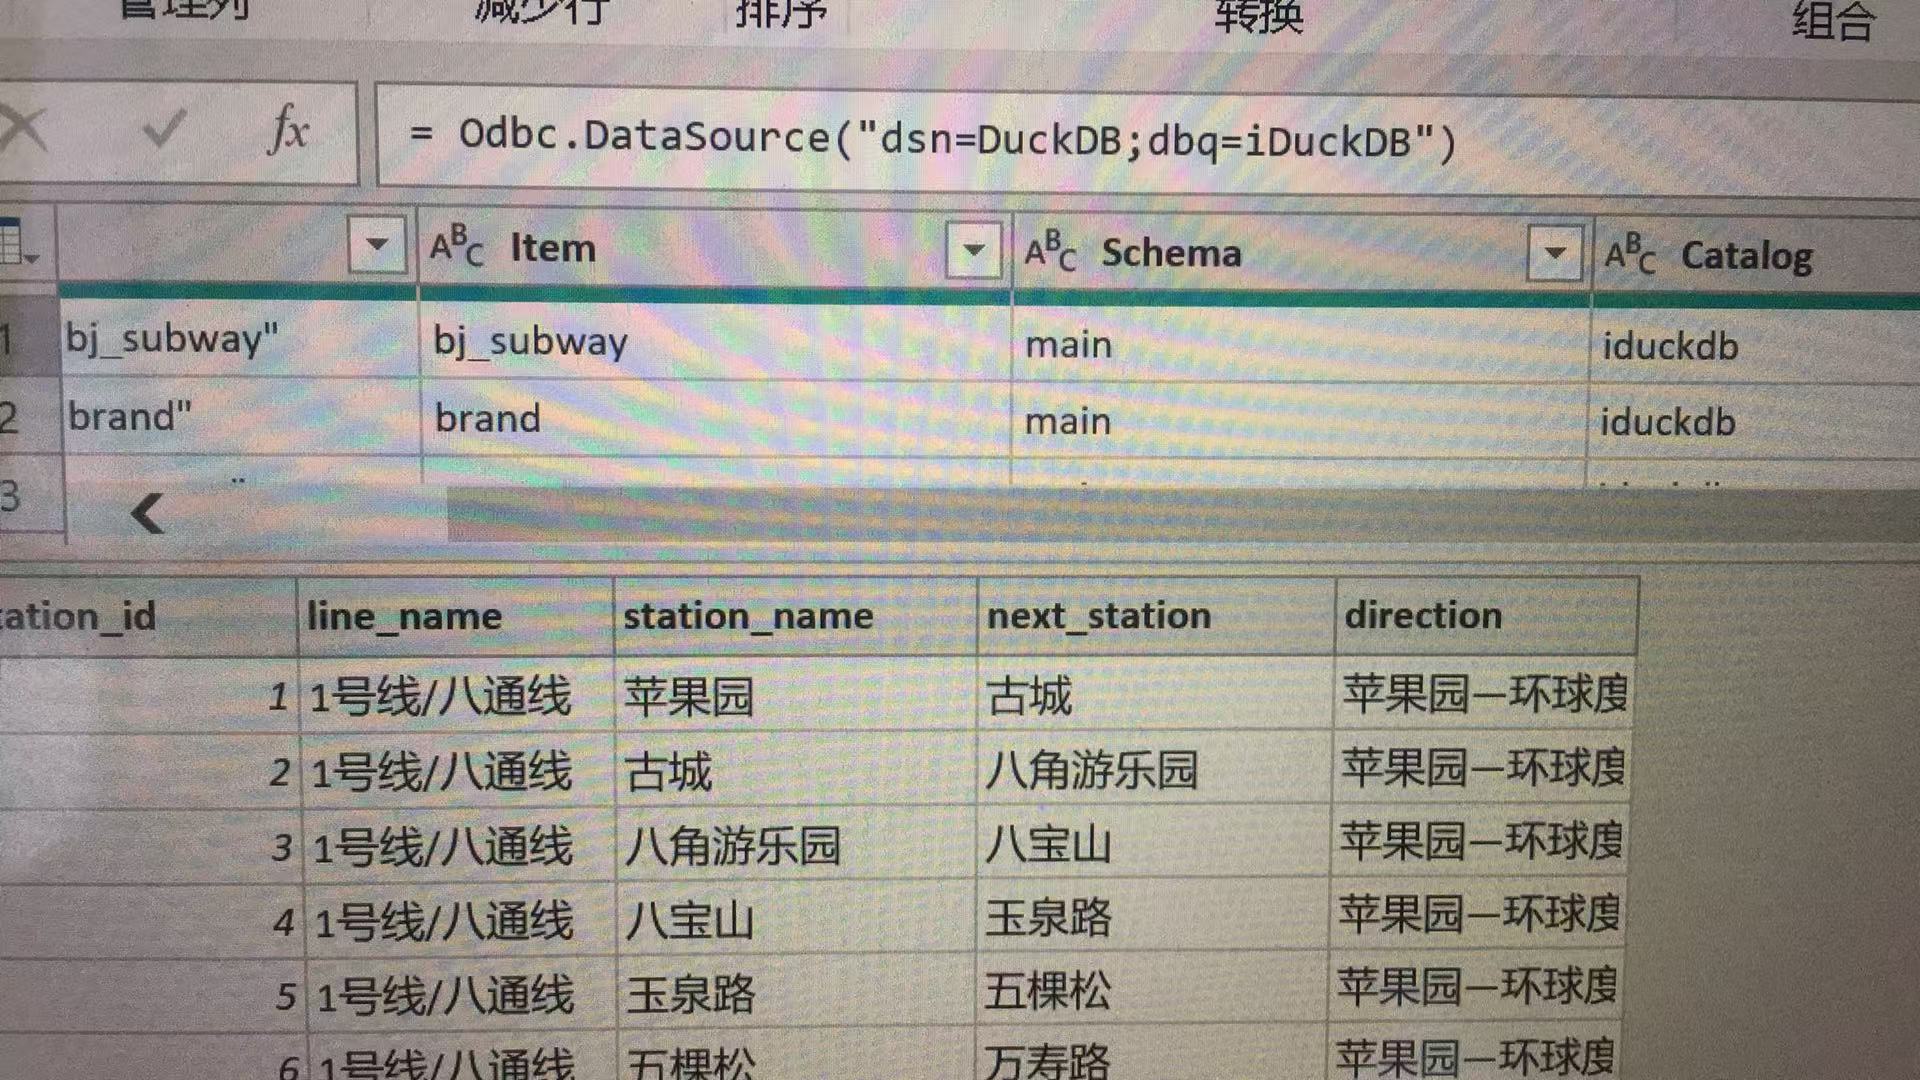 管理列 减少行 排序 转换 组合
fx = Odbc.DataSource("dsn=DuckDB;dbq=iDuckDB")
ABC Item ABC Schema ABC Catalog
1 bj_subway" bj_subway main iduckdb
2 brand" brand main iduckdb
3
ation_id line_name station_name next_station direction
1 1号线/八通线 苹果园 古城 苹果园—环球度
2 1号线/八通线 古城 八角游乐园 苹果园—环球度
3 1号线/八通线 八角游乐园 八宝山 苹果园—环球度
4 1号线/八通线 八宝山 玉泉路 苹果园—环球度
5 1号线/八通线 玉泉路 五棵松 苹果园—环球度
6 1号线/八通线 五棵松 万寿路 苹果园—环球度